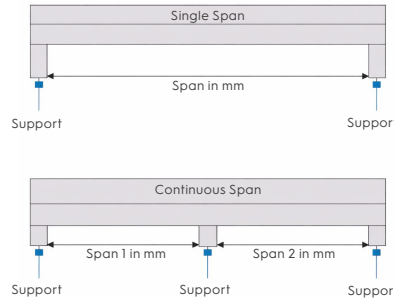 Single Span
Span in mm
Support Suppor
Continuous Span
Span 1 in mm Span 2 in mm
Support Support Suppor